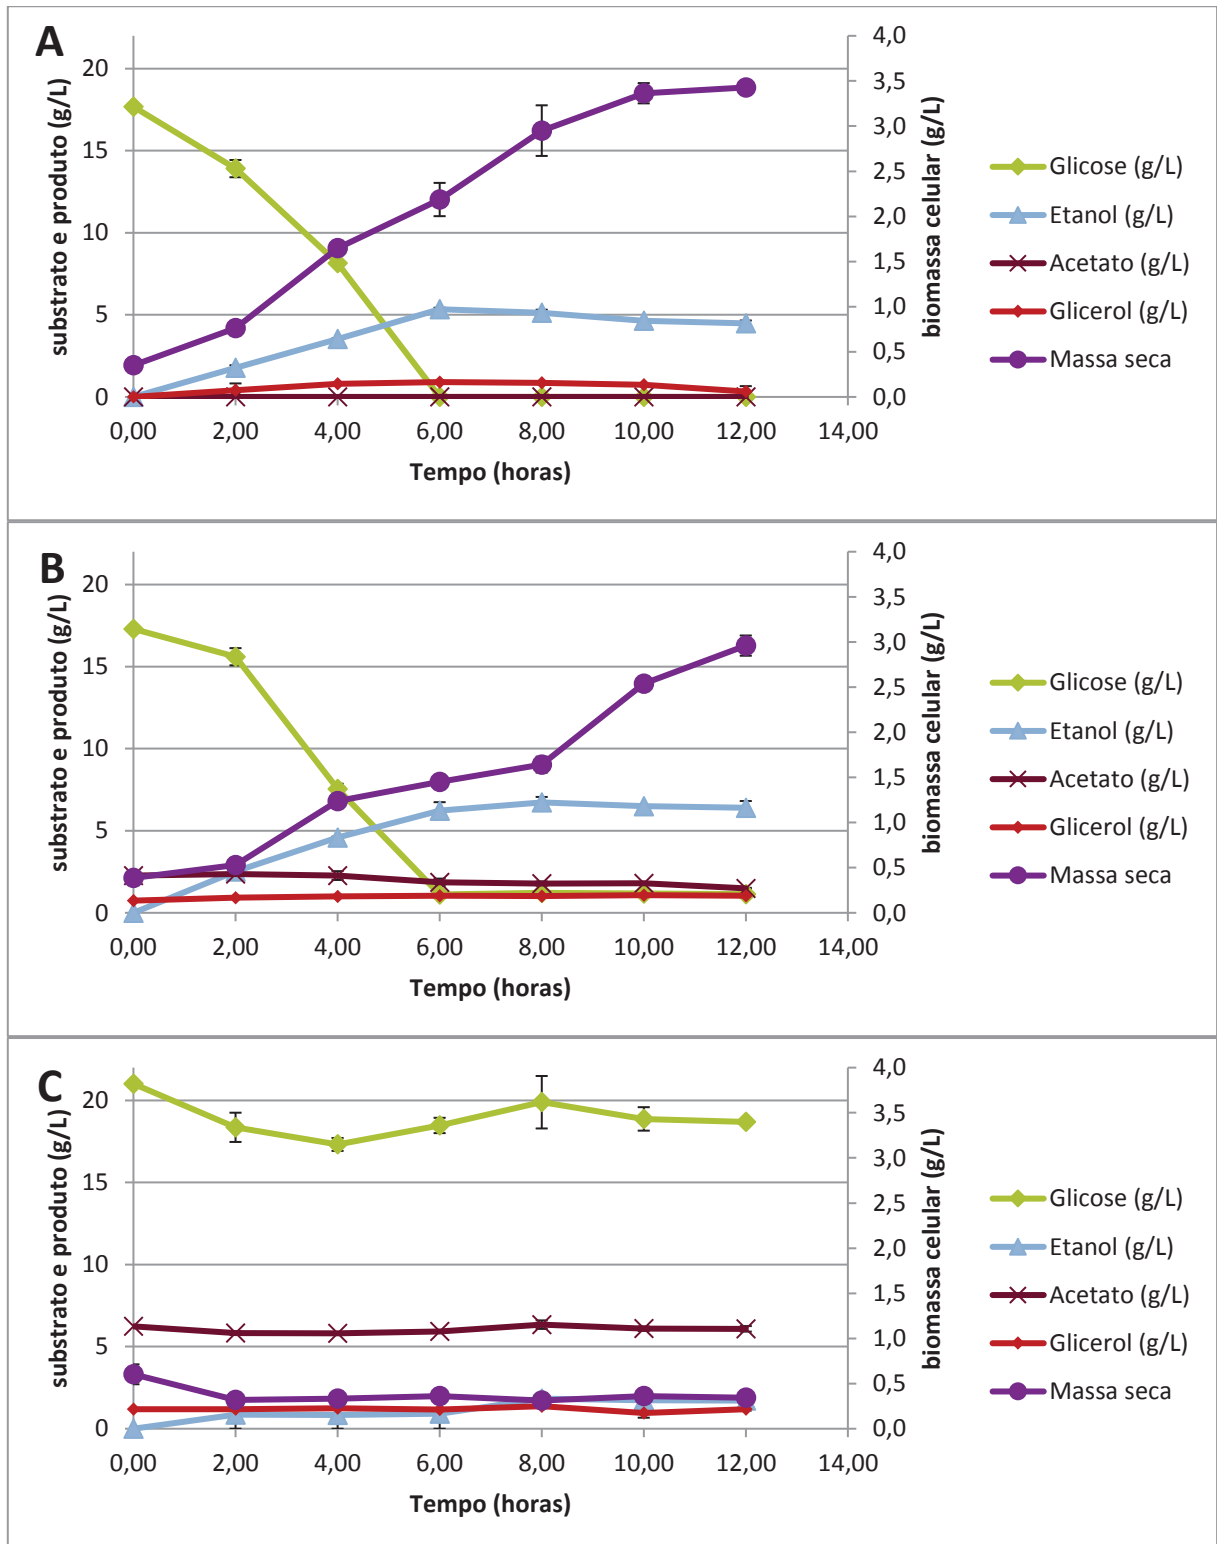 A
substrato e produto (g/L)
20
15
10
5
0
4,0
3,5
3,0
2,5
2,0
1,5
1,0
0,5
0,0
biomassa celular (g/L)
0,00 2,00 4,00 6,00 8,00 10,00 12,00 14,00
Tempo (horas)
Glicose (g/L)
Etanol (g/L)
Acetato (g/L)
Glicerol (g/L)
Massa seca
B
substrato e produto (g/L)
20
15
10
5
0
4,0
3,5
3,0
2,5
2,0
1,5
1,0
0,5
0,0
biomassa celular (g/L)
0,00 2,00 4,00 6,00 8,00 10,00 12,00 14,00
Tempo (horas)
Glicose (g/L)
Etanol (g/L)
Acetato (g/L)
Glicerol (g/L)
Massa seca
C
substrato e produto (g/L)
20
15
10
5
0
4,0
3,5
3,0
2,5
2,0
1,5
1,0
0,5
0,0
biomassa celular (g/L)
0,00 2,00 4,00 6,00 8,00 10,00 12,00 14,00
Tempo (horas)
Glicose (g/L)
Etanol (g/L)
Acetato (g/L)
Glicerol (g/L)
Massa seca